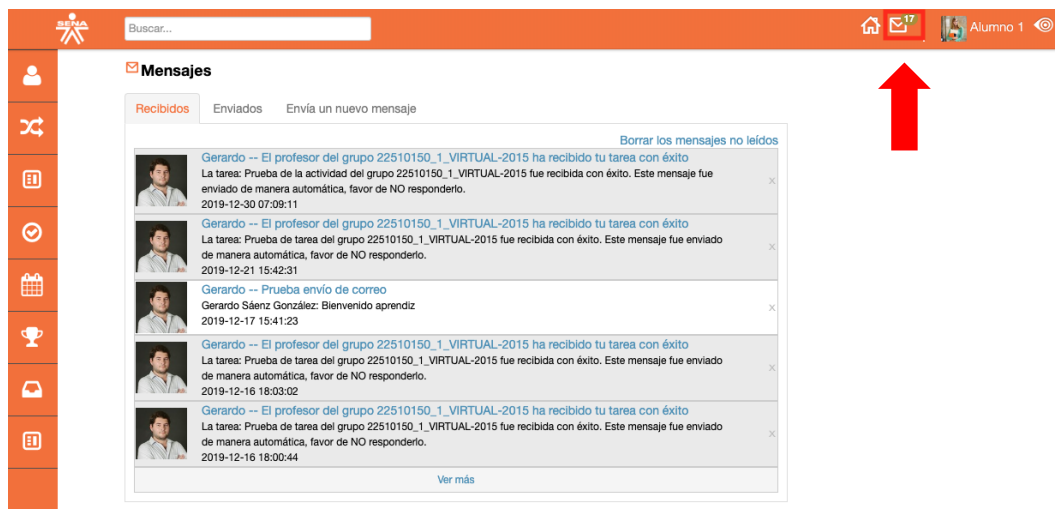 SENA
Buscar...
17
Alumno 1
Mensajes
Recibidos Enviados Envía un nuevo mensaje
Borrar los mensajes no leídos
Gerardo -- El profesor del grupo 22510150_1_VIRTUAL-2015 ha recibido tu tarea con éxito
La tarea: Prueba de la actividad del grupo 22510150_1_VIRTUAL-2015 fue recibida con éxito. Este mensaje fue
enviado de manera automática, favor de NO responderlo.
2019-12-30 07:09:11
x
Gerardo -- El profesor del grupo 22510150_1_VIRTUAL-2015 ha recibido tu tarea con éxito
La tarea: Prueba de tarea del grupo 22510150_1_VIRTUAL-2015 fue recibida con éxito. Este mensaje fue enviado
de manera automática, favor de NO responderlo.
2019-12-21 15:42:31
x
Gerardo -- Prueba envío de correo
Gerardo Sáenz González: Bienvenido aprendiz
2019-12-17 15:41:23
x
Gerardo -- El profesor del grupo 22510150_1_VIRTUAL-2015 ha recibido tu tarea con éxito
La tarea: Prueba de tarea del grupo 22510150_1_VIRTUAL-2015 fue recibida con éxito. Este mensaje fue enviado
de manera automática, favor de NO responderlo.
2019-12-16 18:03:02
x
Gerardo -- El profesor del grupo 22510150_1_VIRTUAL-2015 ha recibido tu tarea con éxito
La tarea: Prueba de tarea del grupo 22510150_1_VIRTUAL-2015 fue recibida con éxito. Este mensaje fue enviado
de manera automática, favor de NO responderlo.
2019-12-16 18:00:44
x
Ver más